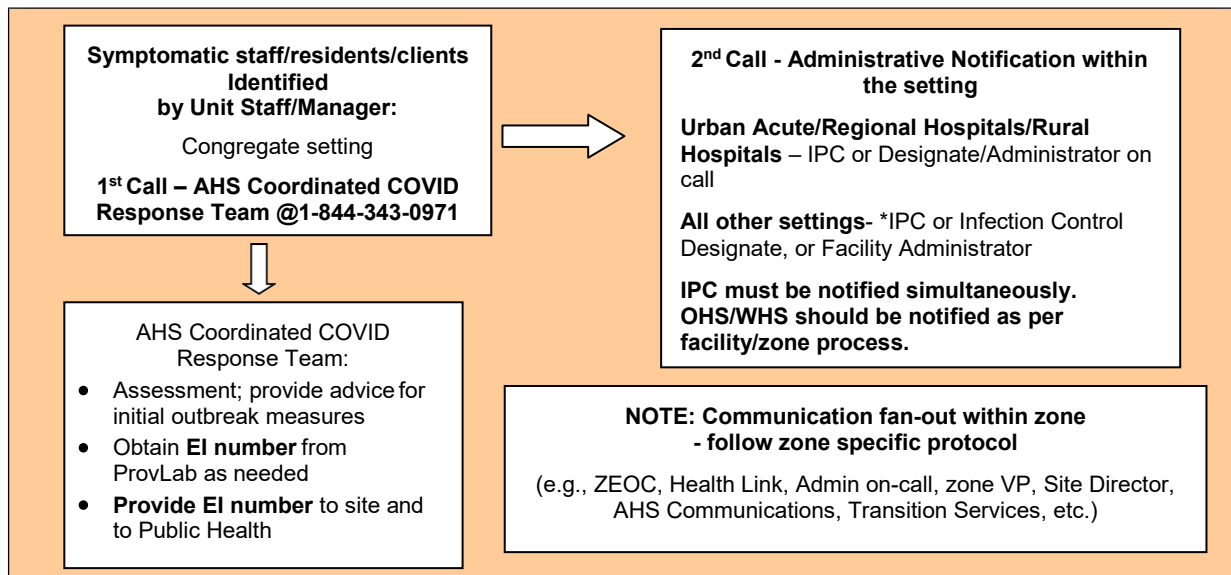 Symptomatic staff/residents/clients
Identified
by Unit Staff/Manager:
Congregate setting
1st Call – AHS Coordinated COVID
Response Team @1-844-343-0971
AHS Coordinated COVID
Response Team:
• Assessment; provide advice for
initial outbreak measures
• Obtain EI number from
ProvLab as needed
• Provide EI number to site and
to Public Health
2nd Call - Administrative Notification within
the setting
Urban Acute/Regional Hospitals/Rural
Hospitals – IPC or Designate/Administrator on
call
All other settings- *IPC or Infection Control
Designate, or Facility Administrator
IPC must be notified simultaneously.
OHS/WHS should be notified as per
facility/zone process.
NOTE: Communication fan-out within zone
- follow zone specific protocol
(e.g., ZEOC, Health Link, Admin on-call, zone VP, Site Director,
AHS Communications, Transition Services, etc.)